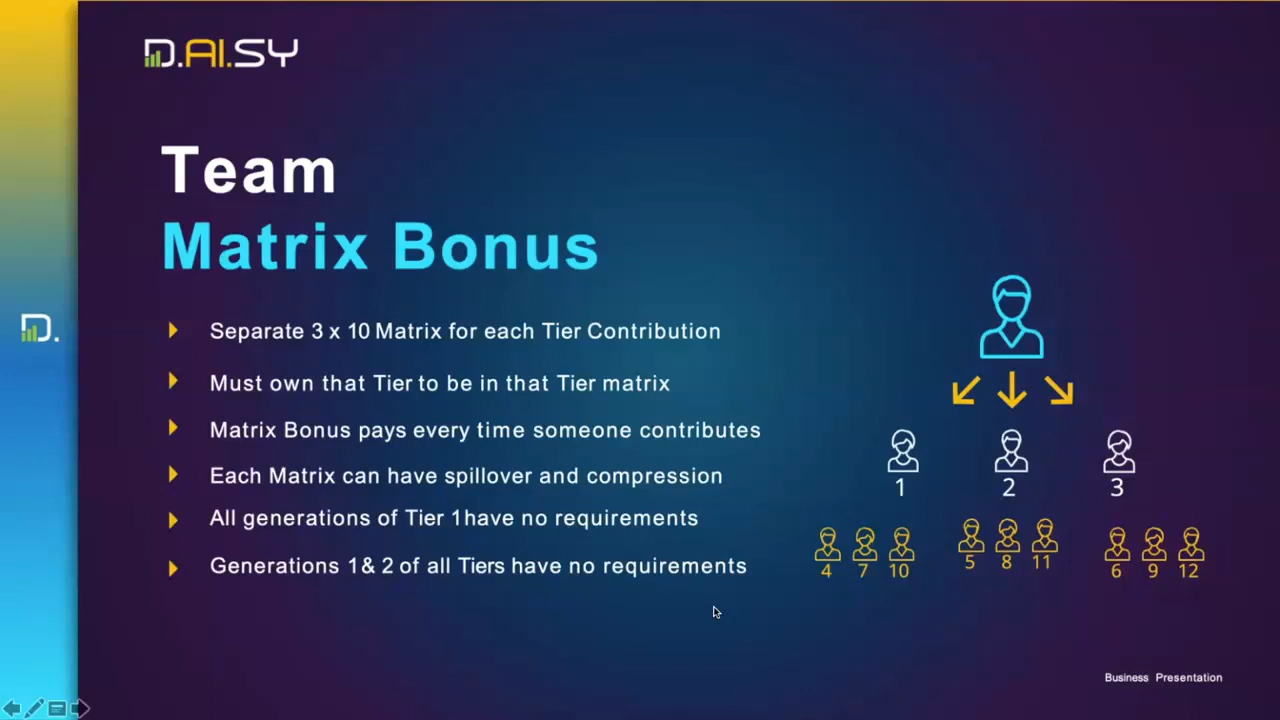 D.AI.SY
Team
Matrix Bonus
Separate 3 x 10 Matrix for each Tier Contribution
Must own that Tier to be in that Tier matrix
Matrix Bonus pays every time someone contributes
Each Matrix can have spillover and compression
All generations of Tier 1 have no requirements
Generations 1 & 2 of all Tiers have no requirements
D.
1 2 3
4 7 10 5 8 11 6 9 12
Business Presentation